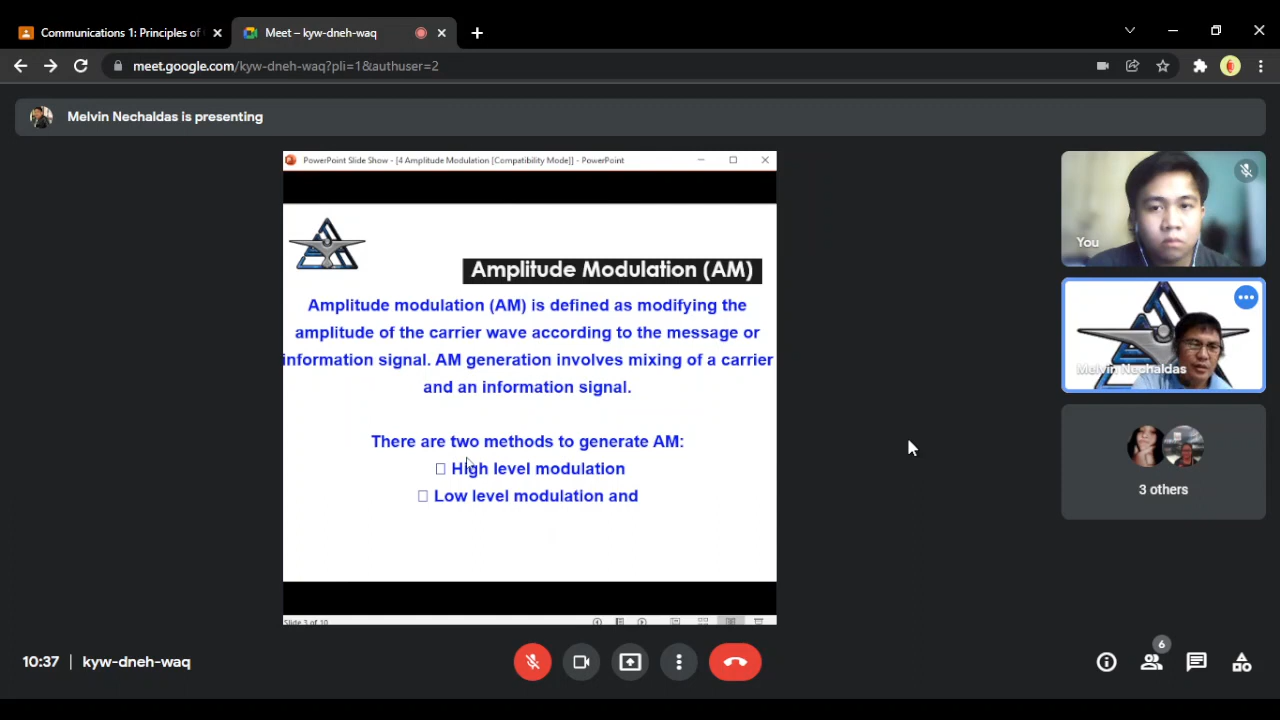 Communications 1: Principles of
Meet – kyw-dneh-waq
meet.google.com/kyw-dneh-waq?pli=1&authuser=2
Melvin Nechaldas is presenting
PowerPoint Slide Show - [4 Amplitude Modulation [Compatibility Mode]] - PowerPoint
Amplitude Modulation (AM)
Amplitude modulation (AM) is defined as modifying the
amplitude of the carrier wave according to the message or
information signal. AM generation involves mixing of a carrier
and an information signal.
There are two methods to generate AM:
High level modulation
Low level modulation and
Slide 3 of 10
You
Melvin Nechaldas
3 others
10:37 | kyw-dneh-waq
6